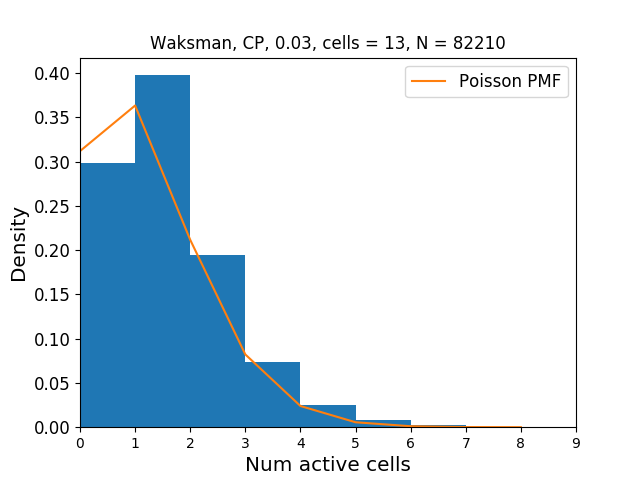 Waksman, CP, 0.03, cells = 13, N = 82210
Poisson PMF
Density
0.40
0.35
0.30
0.25
0.20
0.15
0.10
0.05
0.00
0 1 2 3 4 5 6 7 8 9
Num active cells